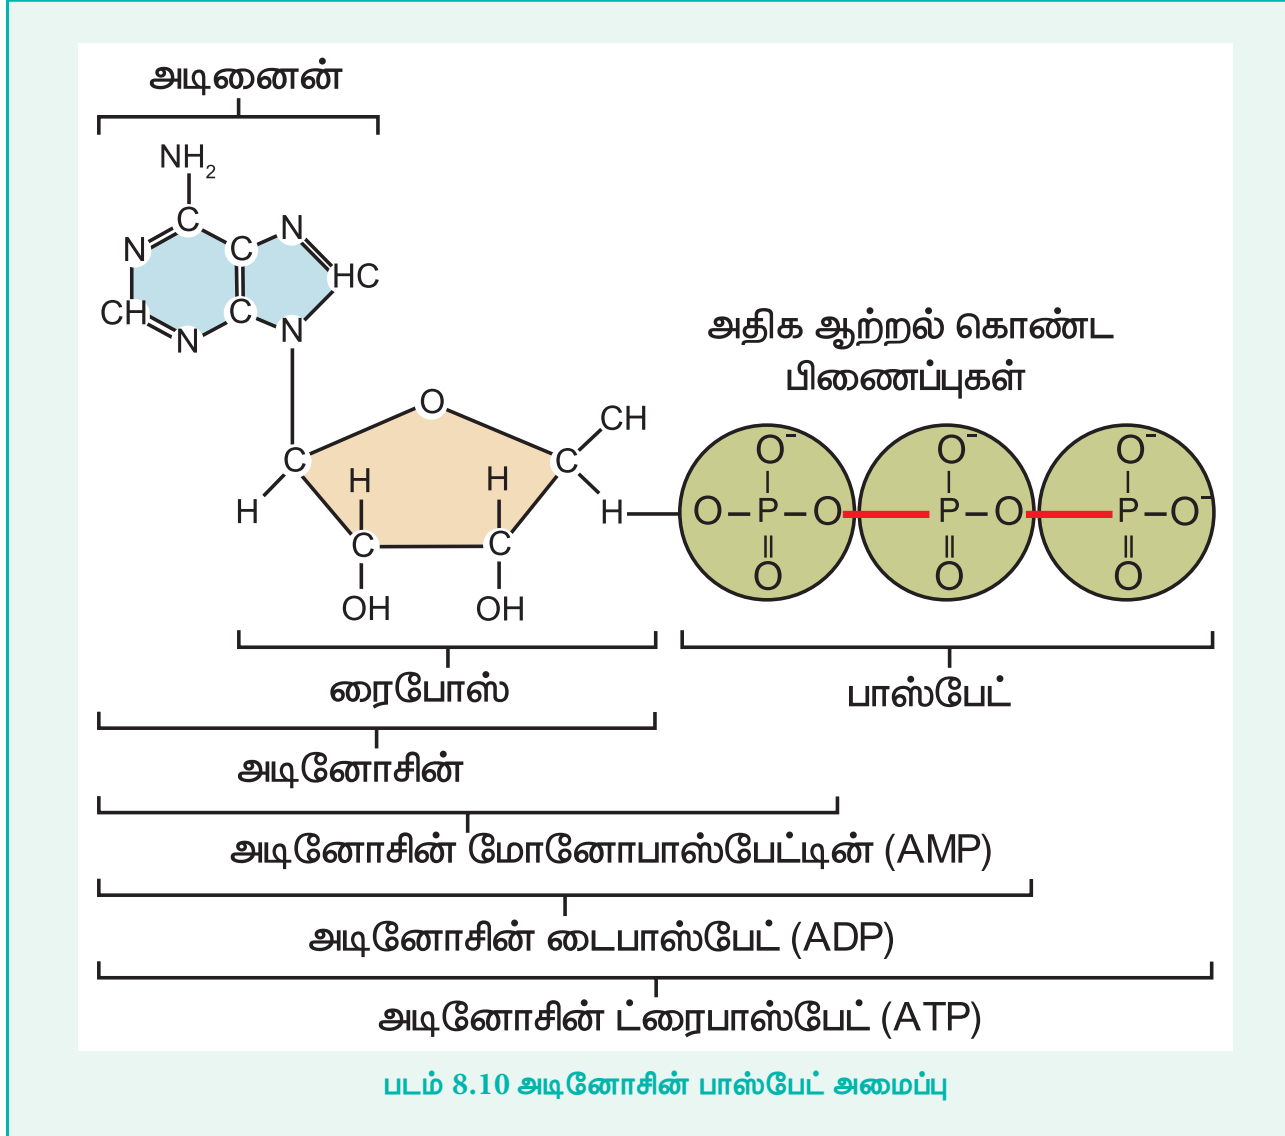 அடினைன்
NH2
C
N
C
N
HC
CH
N
C
N
அதிக ஆற்றல் கொண்ட
பிணைப்புகள்
O
CH
C
C
H
H
H
H
C
C
OH
OH
O⁻
O⁻
O⁻
O–P–O
P–O
P–O⁻
O
O
O
ரைபோஸ்
பாஸ்பேட்
அடினோசின்
அடினோசின் மோனோபாஸ்பேட்டின் (AMP)
அடினோசின் டைபாஸ்பேட் (ADP)
அடினோசின் ட்ரைபாஸ்பேட் (ATP)
படம் 8.10 அடினோசின் பாஸ்பேட் அமைப்பு